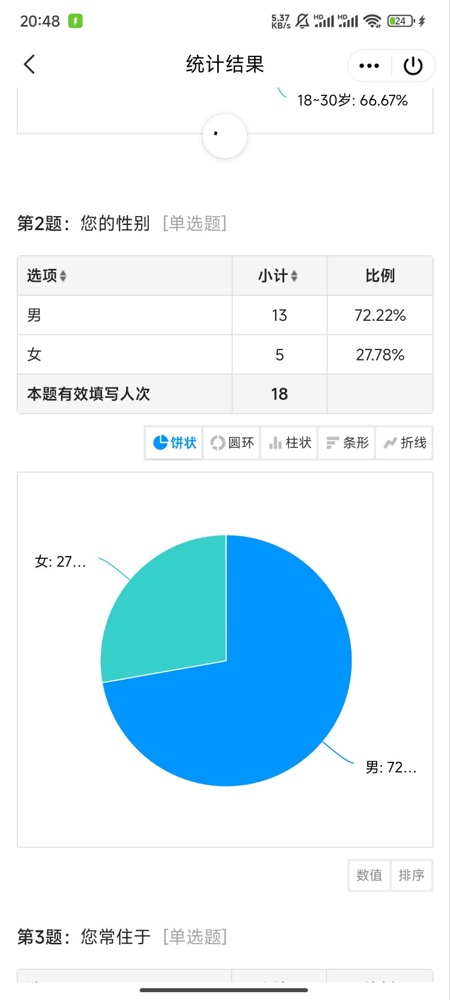 20:48
5.37
KB/s
HD
HD
24
统计结果
18~30岁: 66.67%
第2题：您的性别 [单选题]
选项 小计 比例
男 13 72.22%
女 5 27.78%
本题有效填写人次 18
饼状 圆环 柱状 条形 折线
女: 27...
男: 72...
数值 排序
第3题：您常住于 [单选题]